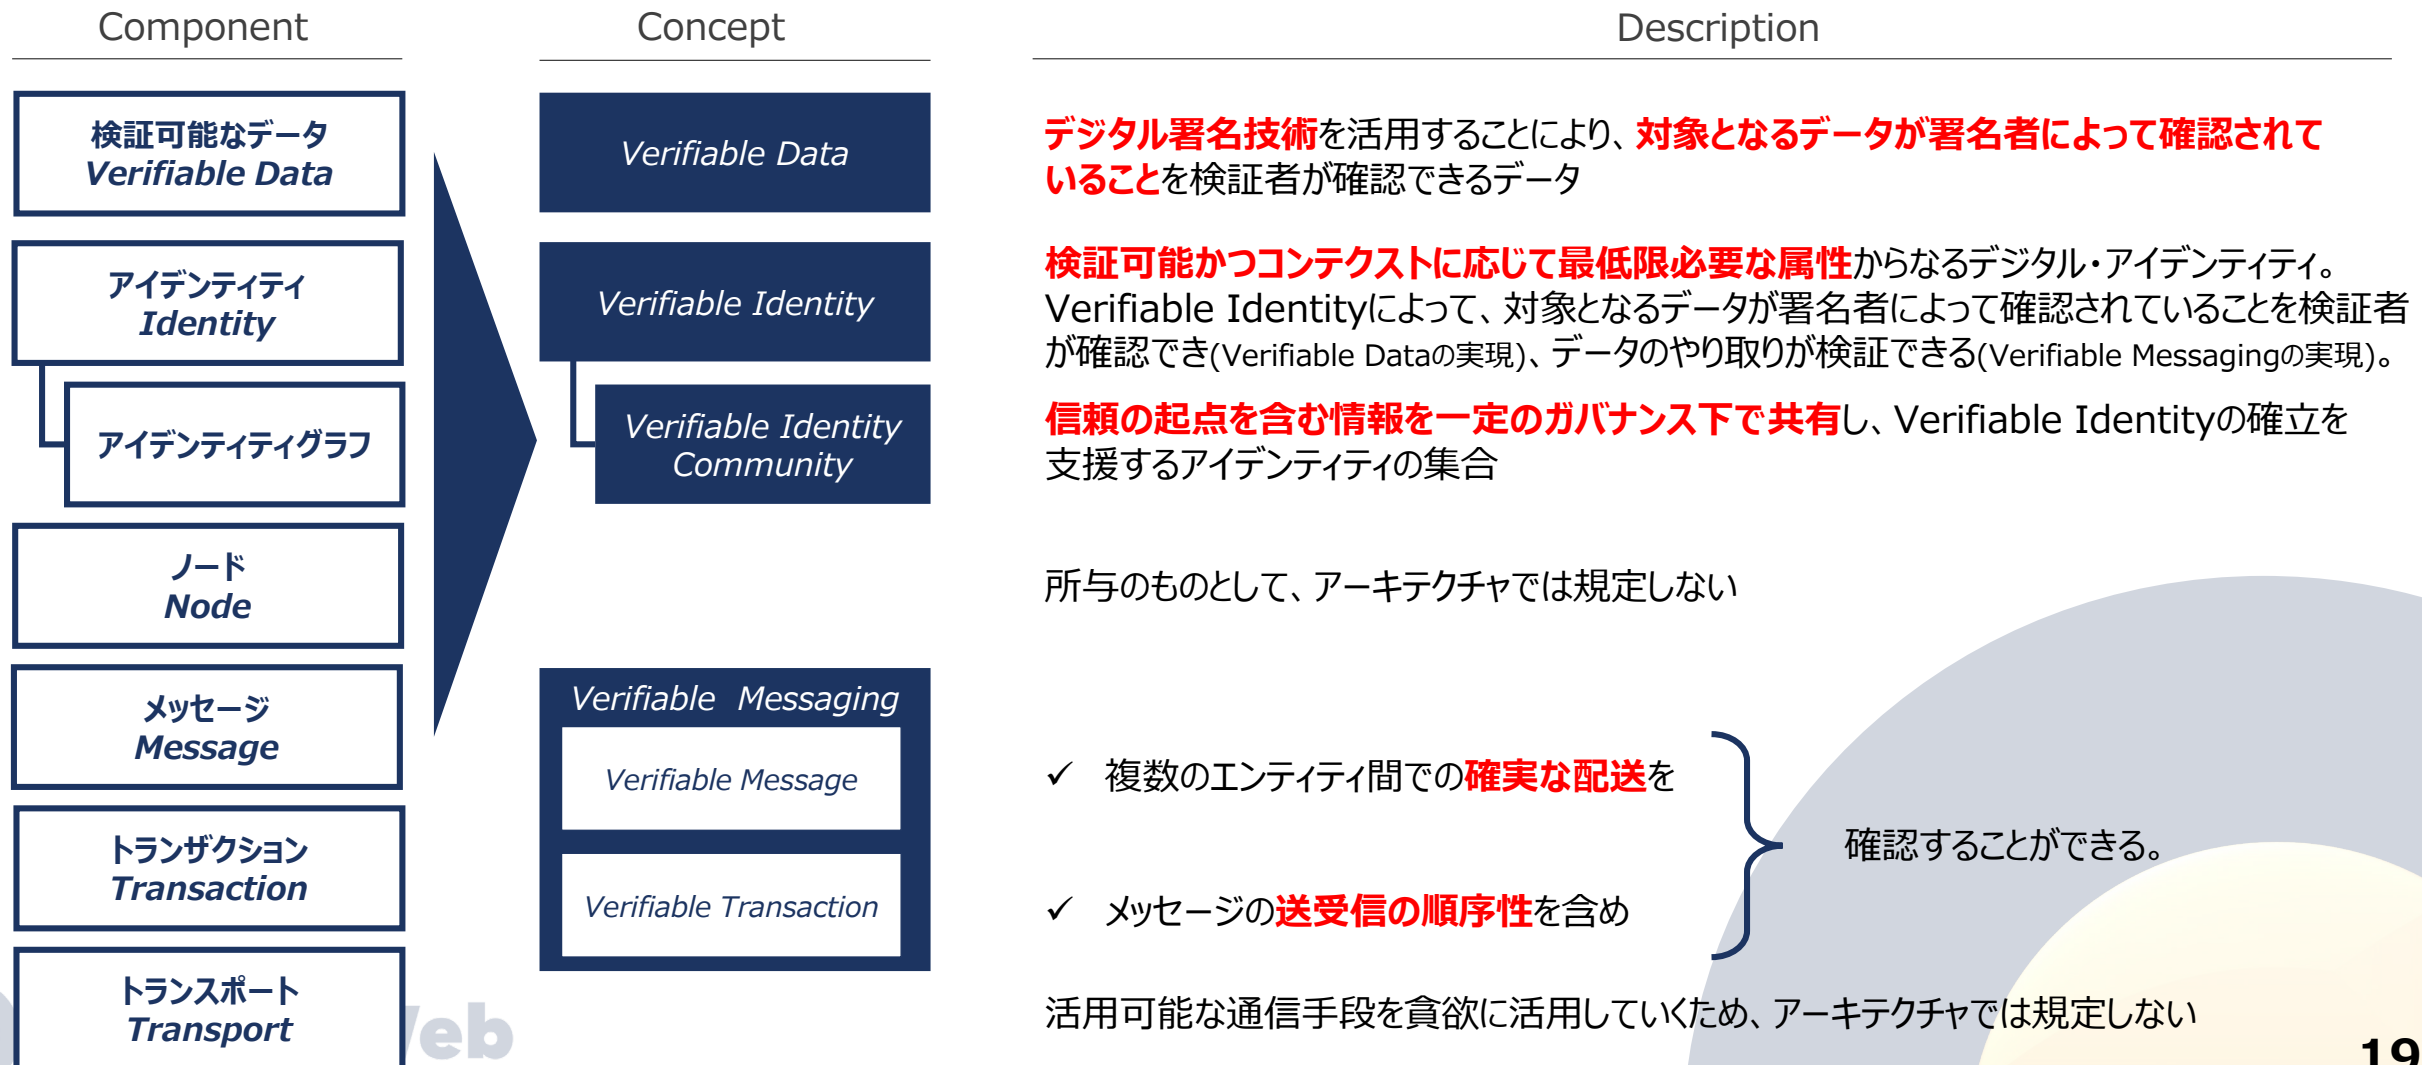 Component
Concept
Description
検証可能なデータ
Verifiable Data
Verifiable Data
デジタル署名技術を活用することにより、対象となるデータが署名者によって確認されて
いることを検証者が確認できるデータ
アイデンティティ
Identity
Verifiable Identity
検証可能かつコンテクストに応じて最低限必要な属性からなるデジタル・アイデンティティ。
Verifiable Identityによって、対象となるデータが署名者によって確認されていることを検証者
が確認でき(Verifiable Dataの実現)、データのやり取りが検証できる(Verifiable Messagingの実現)。
アイデンティティグラフ
Verifiable Identity
Community
信頼の起点を含む情報を一定のガバナンス下で共有し、Verifiable Identityの確立を
支援するアイデンティティの集合
ノード
Node
所与のものとして、アーキテクチャでは規定しない
メッセージ
Message
Verifiable Messaging
Verifiable Message
✓ 複数のエンティティ間での確実な配送を
確認することができる。
トランザクション
Transaction
Verifiable Transaction
✓ メッセージの送受信の順序性を含め
トランスポート
Transport
活用可能な通信手段を貪欲に活用していくため、アーキテクチャでは規定しない
19